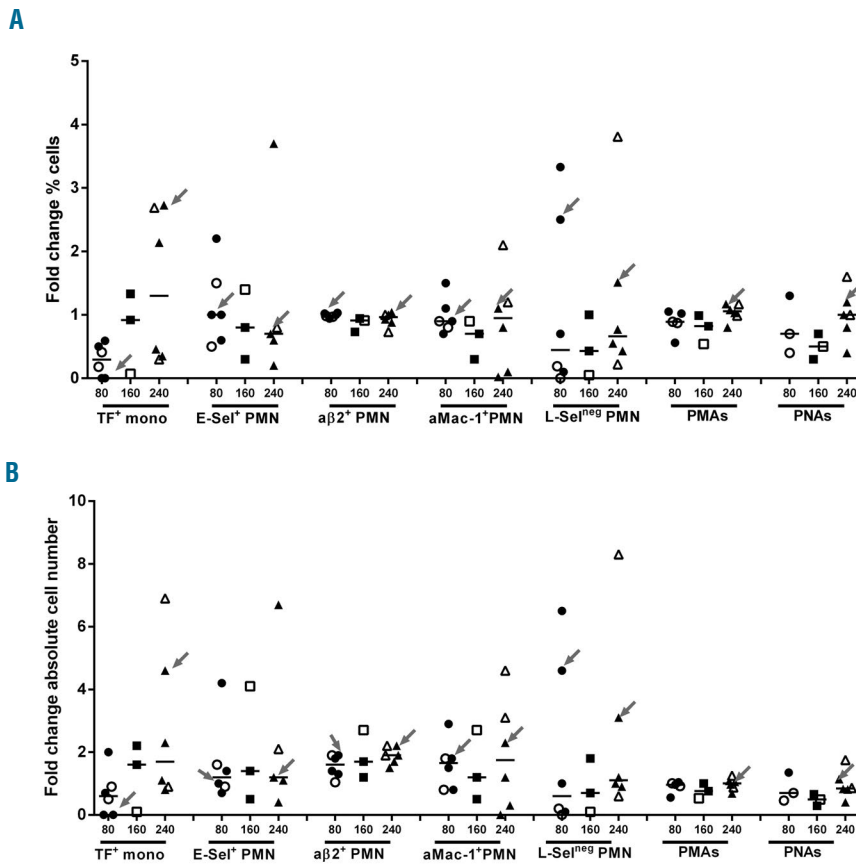 A
Fold change % cells
5
4
3
2
1
0
80 160 240 80 160 240 80 160 240 80 160 240 80 160 240 80 160 240 80 160 240
TF+ mono E-Sel+ PMN aβ2+ PMN aMac-1+PMN L-Selneg PMN PMAs PNAs
B
Fold change absolute cell number
10
8
6
4
2
0
80 160 240 80 160 240 80 160 240 80 160 240 80 160 240 80 160 240 80 160 240
TF+ mono E-Sel+ PMN aβ2+ PMN aMac-1+PMN L-Selneg PMN PMAs PNAs